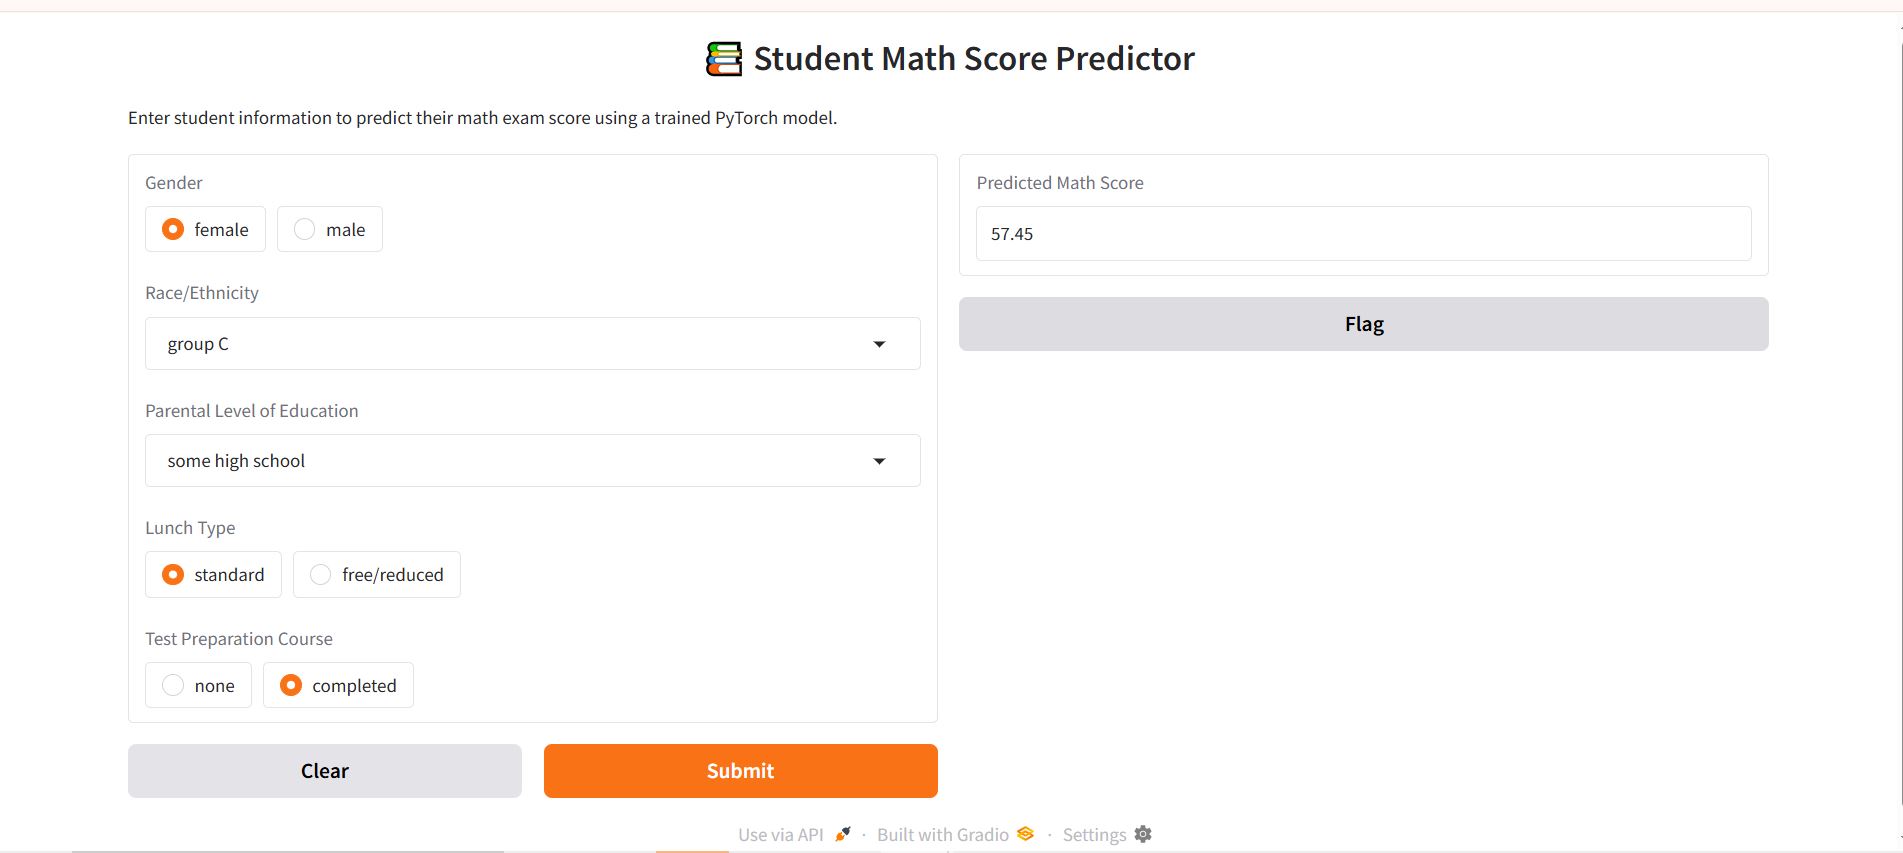 Student Math Score Predictor
Enter student information to predict their math exam score using a trained PyTorch model.
Gender
female male
Race/Ethnicity
group C
Parental Level of Education
some high school
Lunch Type
standard free/reduced
Test Preparation Course
none completed
Clear Submit
Predicted Math Score
57.45
Flag
Use via API · Built with Gradio · Settings